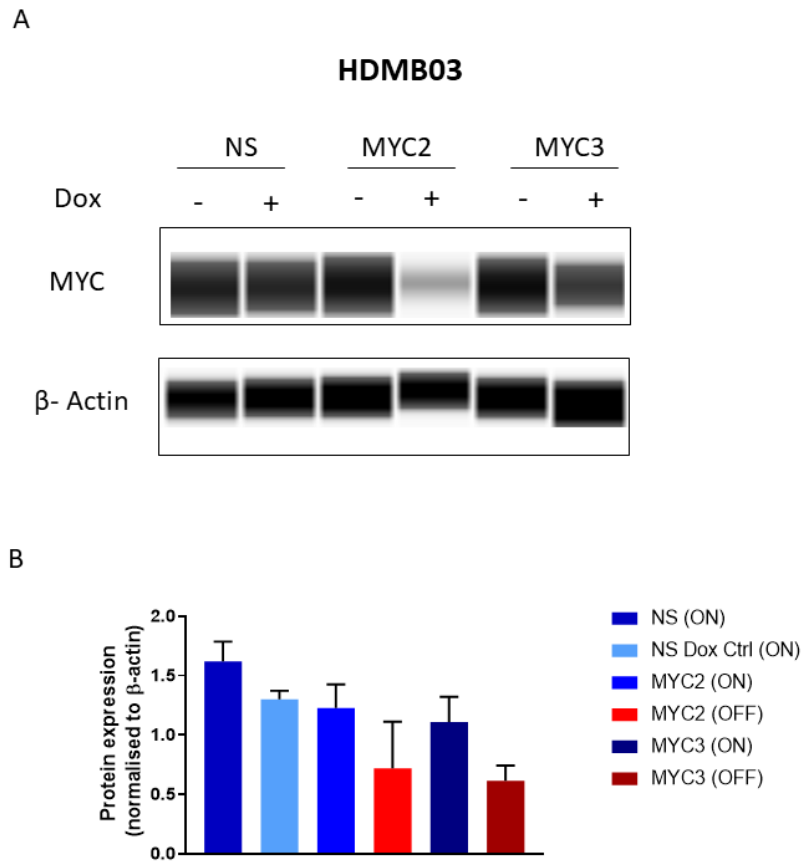 A
HDMB03
NS MYC2 MYC3
Dox - + - + - +
MYC
β- Actin
B
Protein expression
(normalised to β-actin)
2.0
1.5
1.0
0.5
0.0
NS (ON)
NS Dox Ctrl (ON)
MYC2 (ON)
MYC2 (OFF)
MYC3 (ON)
MYC3 (OFF)